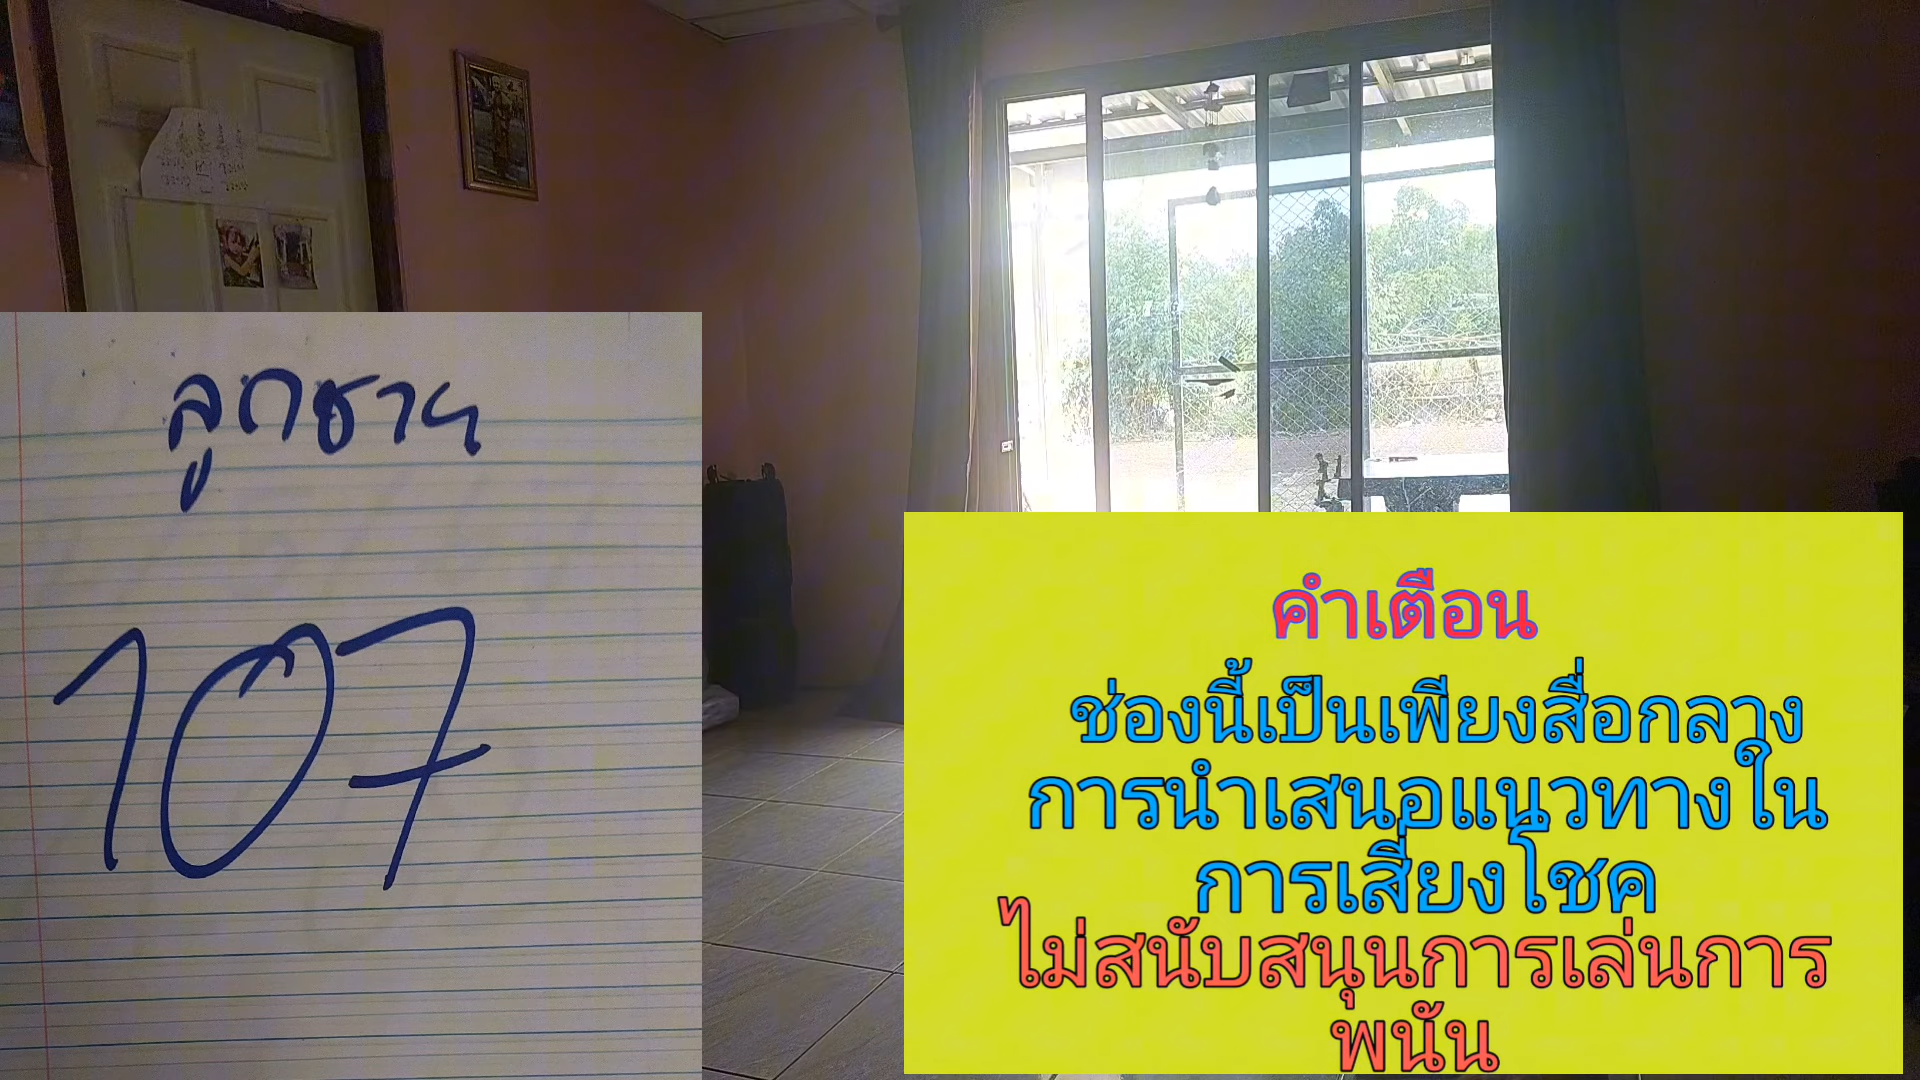 ลูกชาย
107
คำเตือน
ช่องนี้เป็นเพียงสื่อกลาง
การนำเสนอแนวทางใน
การเสี่ยงโชค
ไม่สนับสนุนการเล่นการ
พนัน